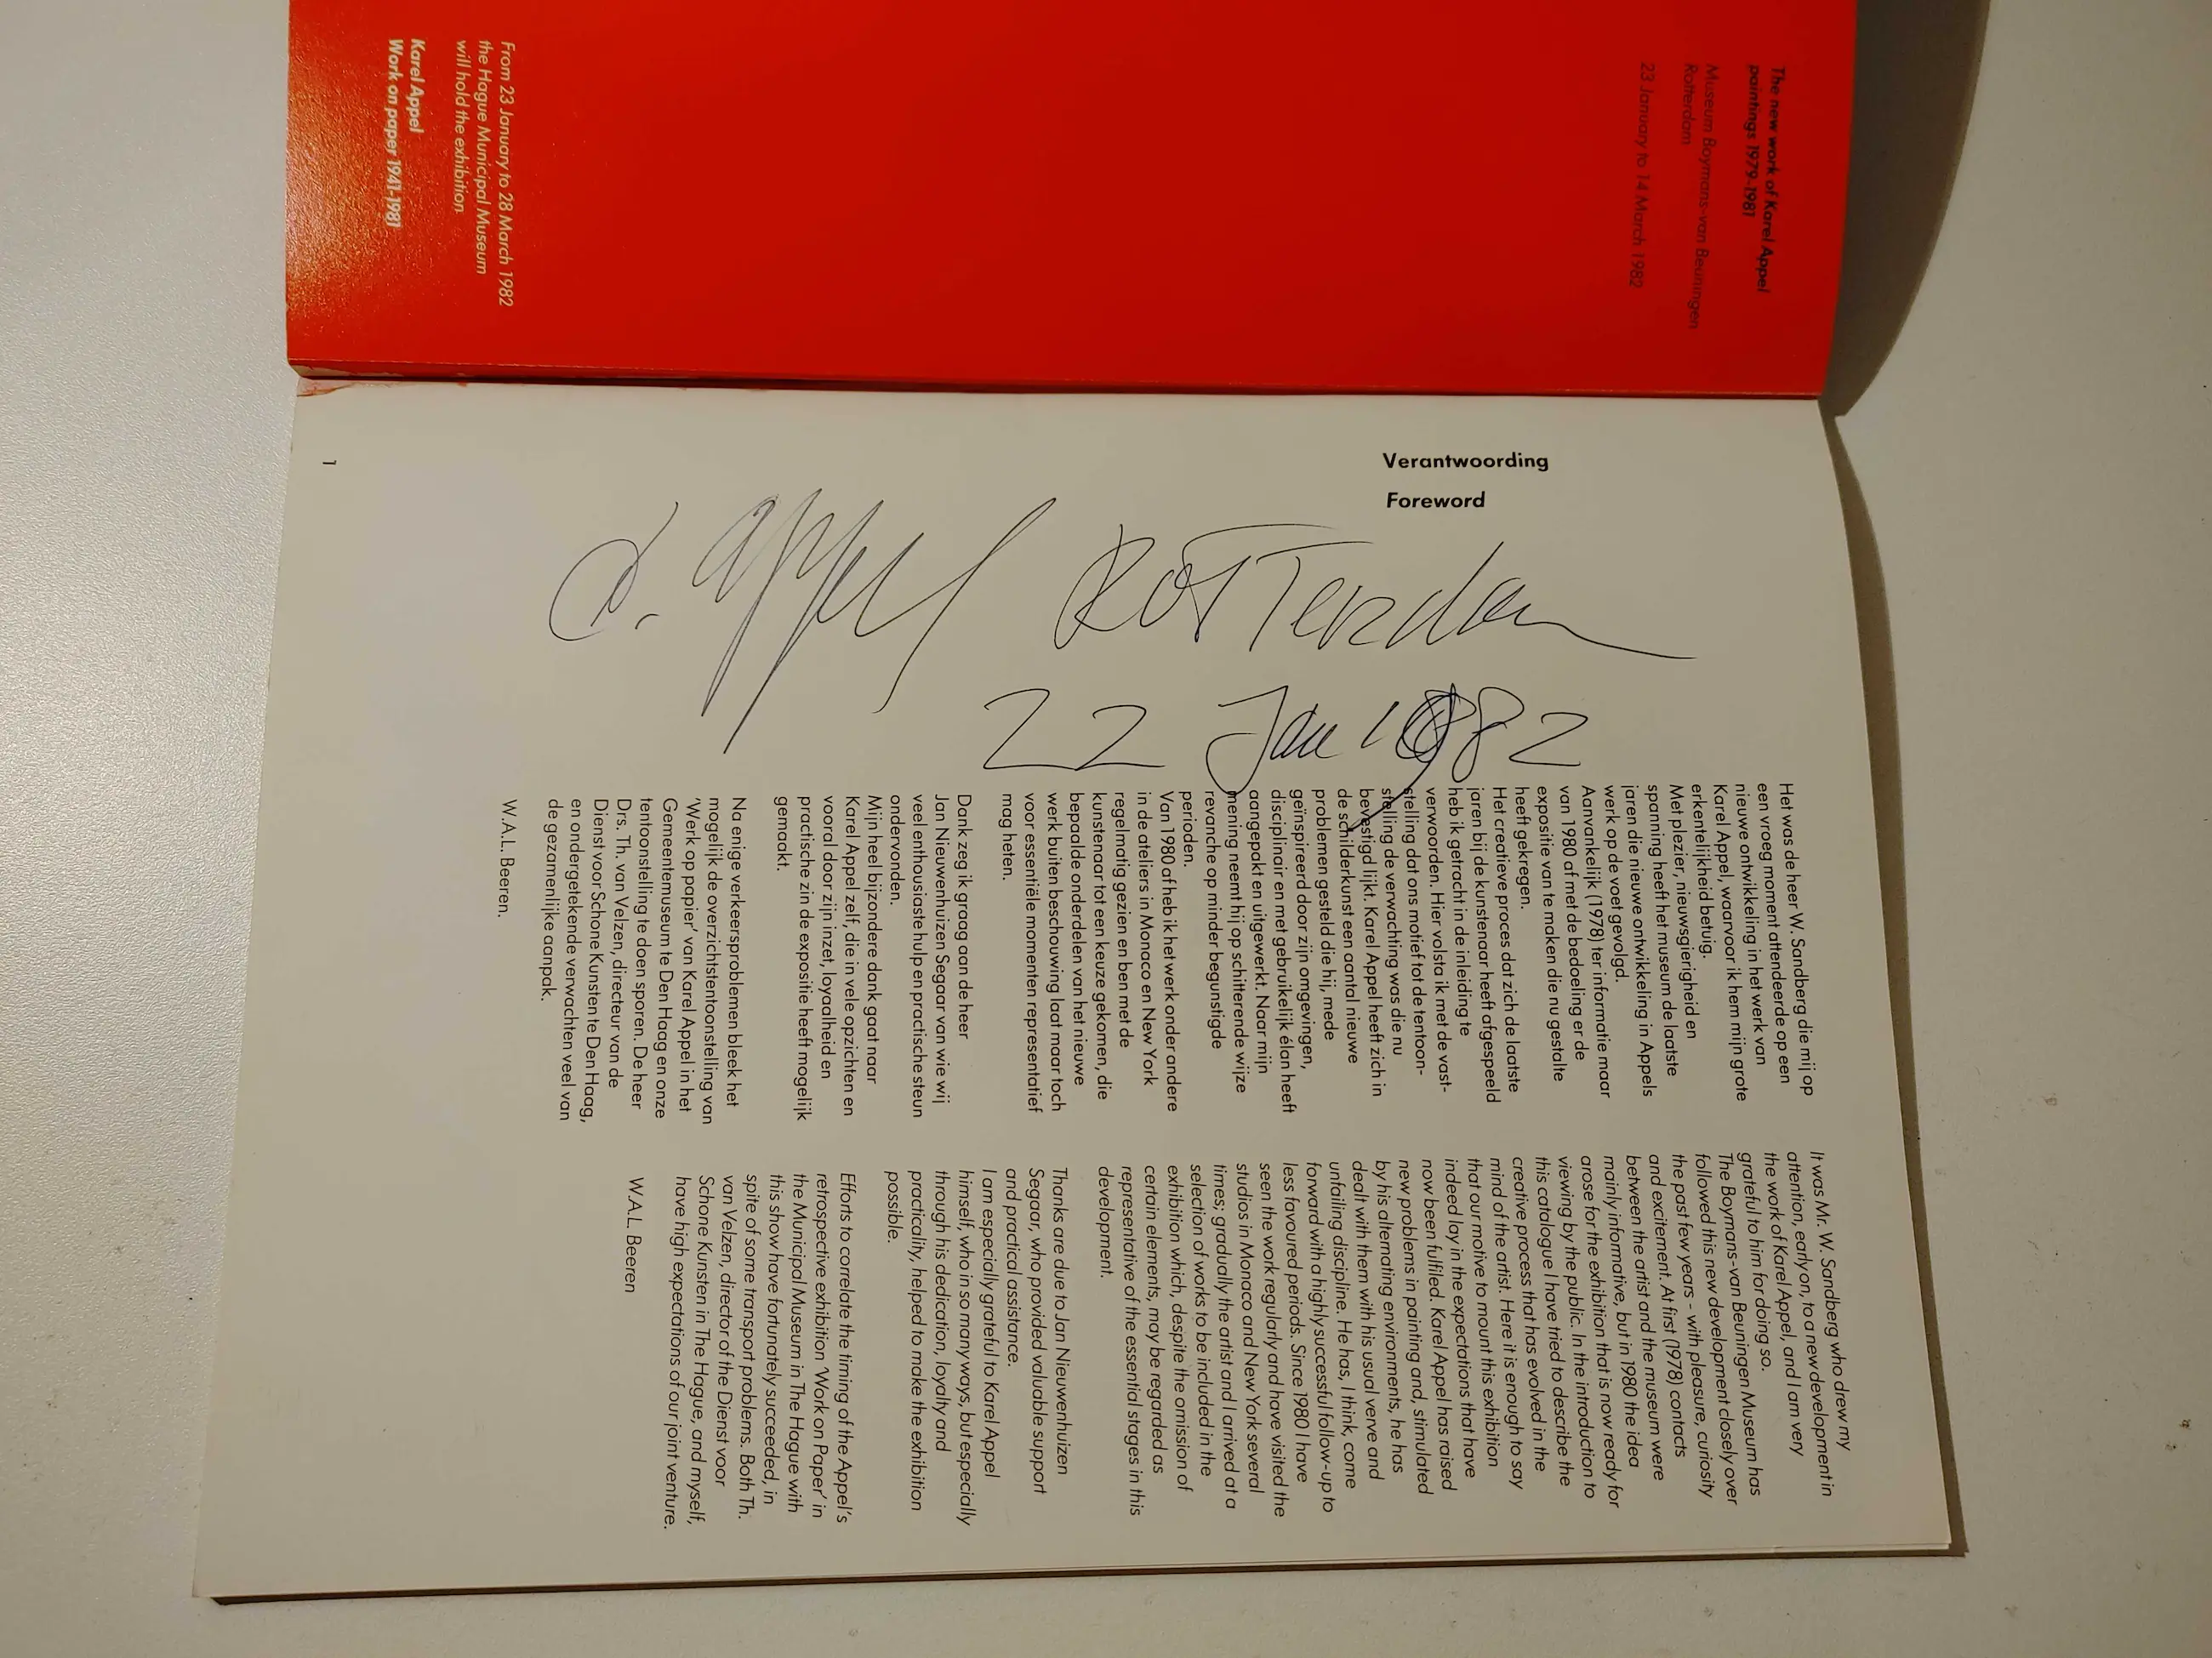 The new work of Karel Appel
paintings 1979-1981
Museum Boymans-van Beuningen
Rotterdam
23 January to 14 March 1982
From 23 January to 28 March 1982
the Hague Municipal Museum
will hold the exhibition
Karel Appel
Work on paper 1941-1981
Verantwoording
Foreword
Appel Rotterdam
22 Jan 1982
Het was de heer W. Sandberg die mij op
een vroeg moment attendeerde op een
nieuwe ontwikkeling in het werk van
Karel Appel, waarvoor ik hem mijn grote
erkentelijkheid betuig.
Met plezier, nieuwsgierigheid en
spanning heeft het museum de laatste
jaren die nieuwe ontwikkeling in Appels
werk op de voet gevolgd.
Aanvankelijk (1978) ter informatie maar
van 1980 af met de bedoeling er de
expositie van te maken die nu gestalte
heeft gekregen.
Het creatieve proces dat zich de laatste
jaren bij de kunstenaar heeft afgespeeld
heb ik getracht in de inleiding te
verwoorden. Hier volsta ik met de vast-
stelling dat ons motief tot de tentoon-
stelling de verwachting was die nu
bevestigd lijkt. Karel Appel heeft zich in
de schilderkunst een aantal nieuwe
problemen gesteld die hij, mede
geïnspireerd door zijn omgevingen,
disciplinair en met gebruikelijk élan heeft
aangepakt en uitgewerkt. Naar mijn
mening neemt hij op schitterende wijze
revanche op minder begunstigde
perioden.
Van 1980 af heb ik het werk onder andere
in de ateliers in Monaco en New York
regelmatig gezien en ben met de
kunstenaar tot een keuze gekomen, die
bepaalde onderdelen van het nieuwe
werk buiten beschouwing laat maar toch
voor essentiële momenten representatief
mag heten.
Dank zeg ik graag aan de heer
Jan Nieuwenhuizen Segaar van wie wij
veel enthousiaste hulp en practische steun
ondervonden.
Mijn heel bijzondere dank gaat naar
Karel Appel zelf, die in vele opzichten en
vooral door zijn inzet, loyaalheid en
practische zin de expositie heeft mogelijk
gemaakt.
Na enige verkeersproblemen bleek het
mogelijk de overzichtstentoonstelling van
'Werk op papier' van Karel Appel in het
Gemeentemuseum te Den Haag en onze
tentoonstelling te doen sporen. De heer
Drs. Th. van Velzen, directeur van de
Dienst voor Schone Kunsten te Den Haag,
en ondergetekende verwachten veel van
de gezamenlijke aanpak.
W.A.L. Beeren.
It was Mr. W. Sandberg who drew my
attention, early on, to a new development in
the work of Karel Appel, and I am very
grateful to him for doing so.
The Boymans-van Beuningen Museum has
followed this new development closely over
the past few years – with pleasure, curiosity
and excitement. At first (1978) contacts
between the artist and the museum were
mainly informative, but in 1980 the idea
arose for the exhibition that is now ready for
viewing by the public. In the introduction to
this catalogue I have tried to describe the
creative process that has evolved in the
mind of the artist. Here it is enough to say
that our motive to mount this exhibition
indeed lay in the expectations that have
now been fulfiled. Karel Appel has raised
new problems in painting and, stimulated
by his alternating environments, he has
dealt with them with his usual verve and
unfailing discipline. He has, I think, come
forward with a highly successful follow-up to
less favoured periods. Since 1980 I have
seen the work regularly and have visited the
studios in Monaco and New York several
times; gradually the artist and I arrived at a
selection of works to be included in the
exhibition which, despite the omission of
certain elements, may be regarded as
representative of the essential stages in this
development.
Thanks are due to Jan Nieuwenhuizen
Segaar, who provided valuable support
and practical assistance.
I am especially grateful to Karel Appel
himself, who in so many ways, but especially
through his dedication, loyalty and
practicality, helped to make the exhibition
possible.
Efforts to correlate the timing of the Appel's
retrospective exhibition 'Work on Paper' in
the Municipal Museum in The Hague with
this show have fortunately succeeded, in
spite of some transport problems. Both Th.
van Velzen, director of the Dienst voor
Schone Kunsten in The Hague, and myself,
have high expectations of our joint venture.
W.A.L. Beeren
1